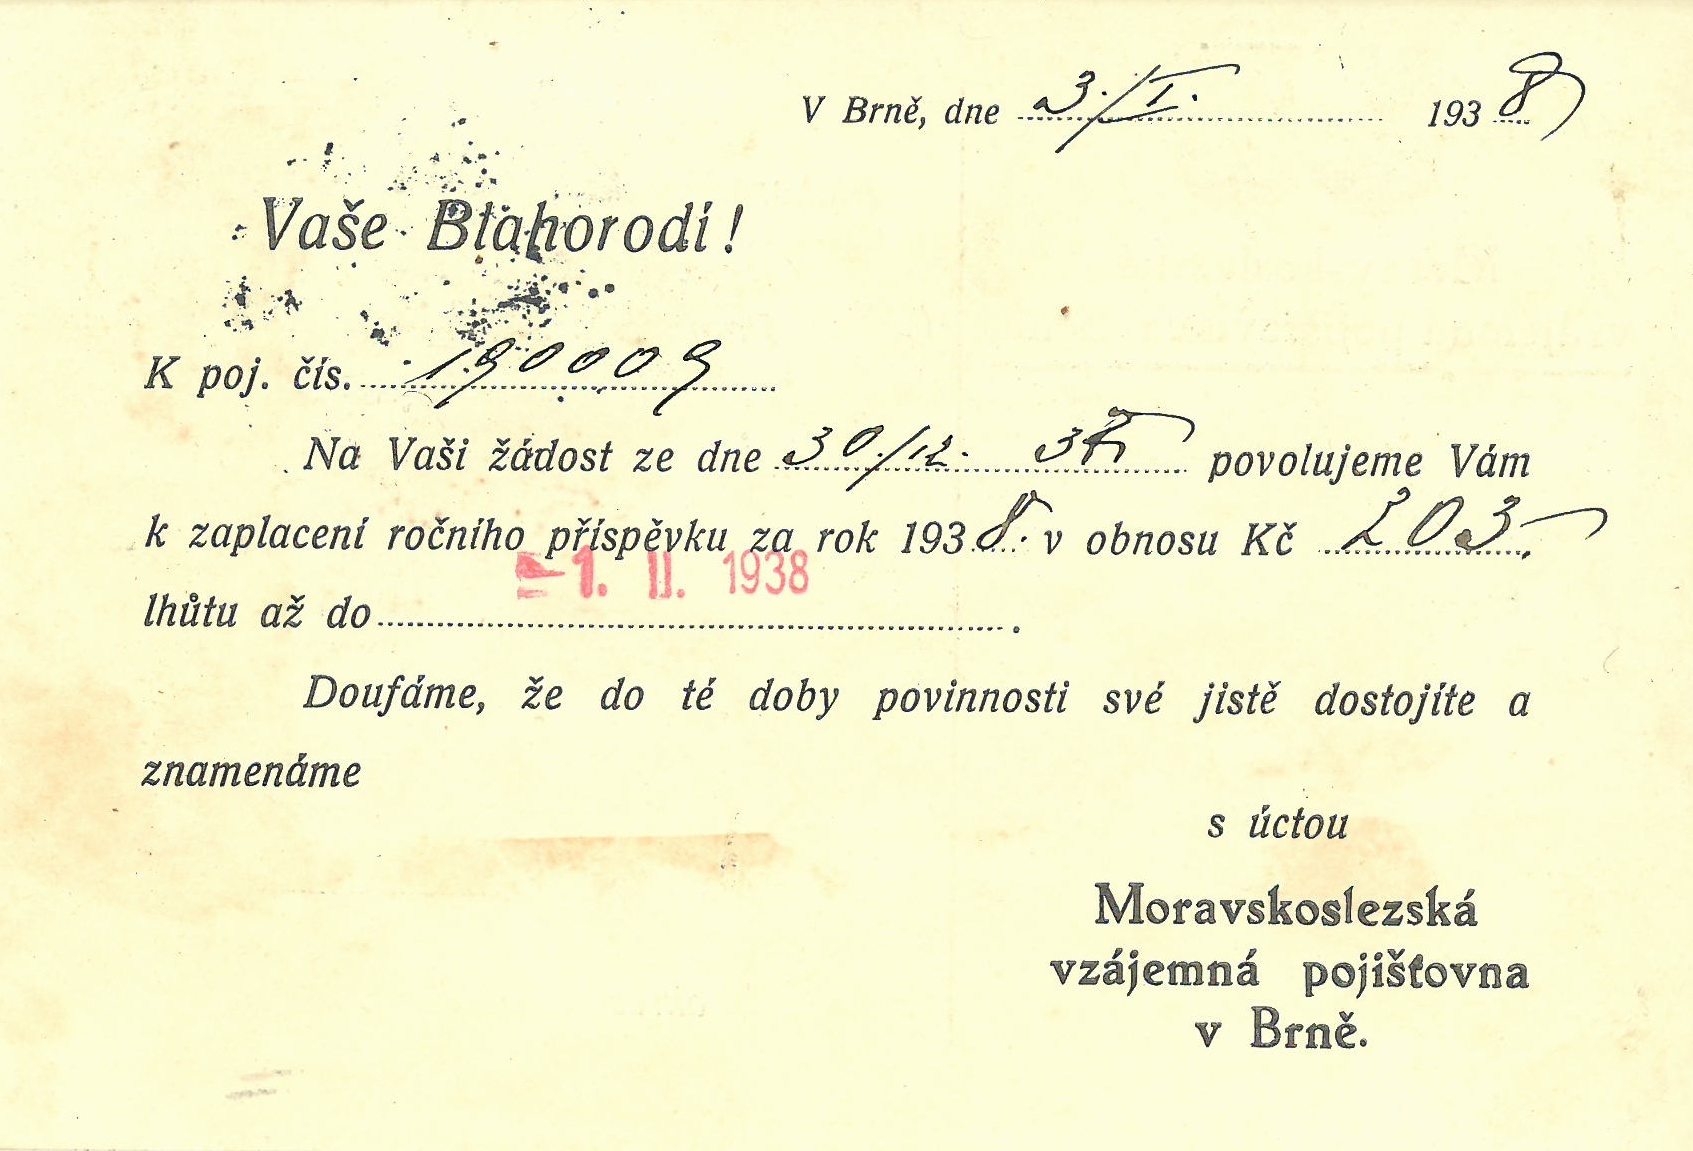 V Brně, dne 3./I. 1938
Vaše Blahorodí!
K poj. čís. 190009
Na Vaši žádost ze dne 30./12. 37 povolujeme Vám
k zaplacení ročního příspěvku za rok 1938. v obnosu Kč 203-
-1. II. 1938
lhůtu až do .
Doufáme, že do té doby povinnosti své jistě dostojíte a
znamenáme
s úctou
Moravskoslezská
vzájemná pojišťovna
v Brně.